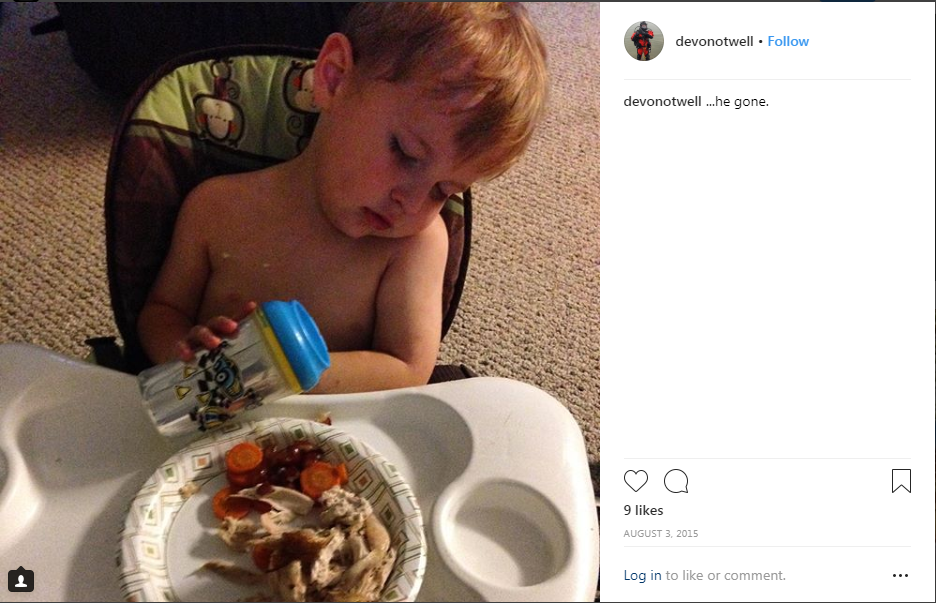 devonotwell • Follow
devonotwell ...he gone.
9 likes
AUGUST 3, 2015
Log in to like or comment.